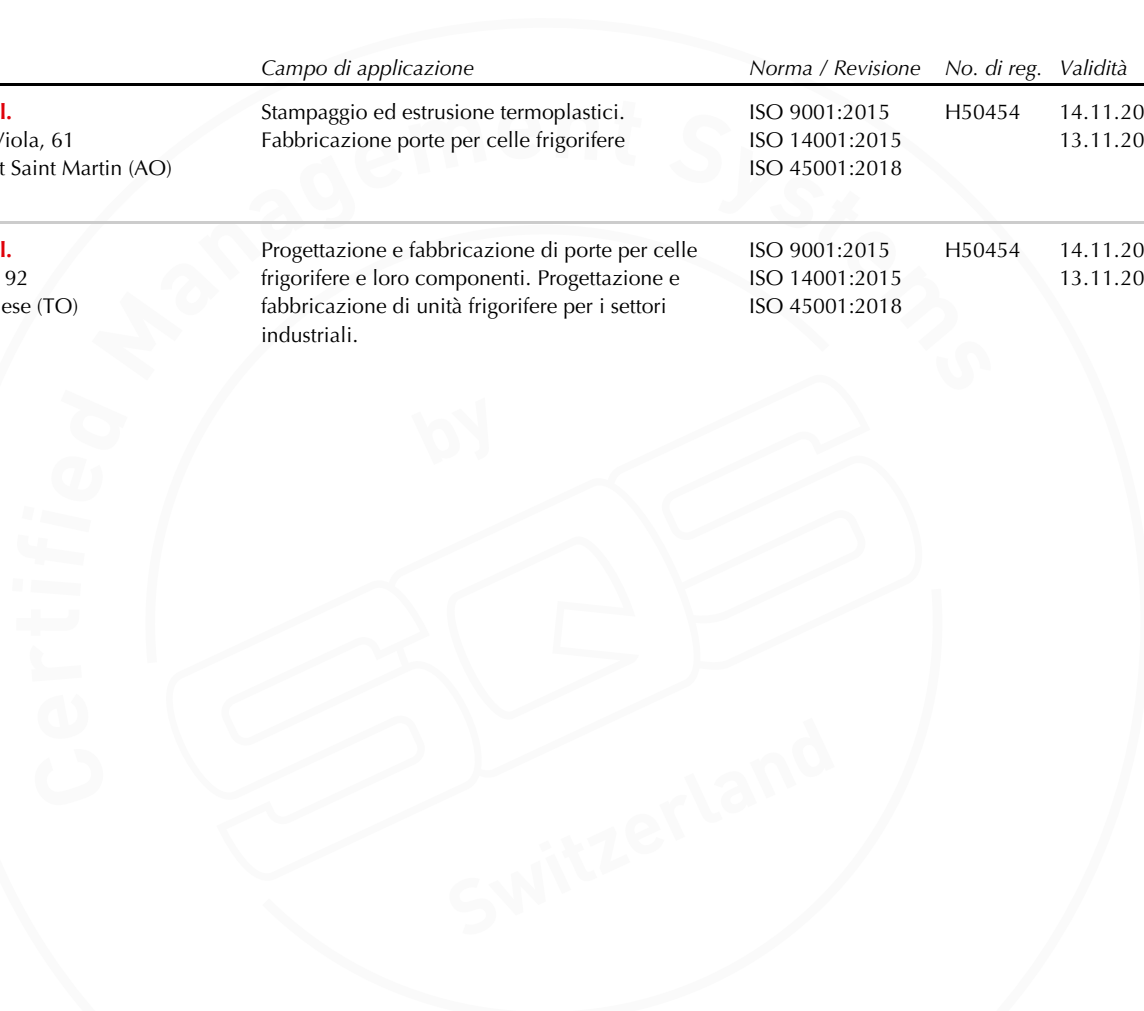 Campo di applicazione Norma / Revisione No. di reg. Validità
l. Stampaggio ed estrusione termoplastici. ISO 9001:2015 H50454 14.11.20
Viola, 61 Fabbricazione porte per celle frigorifere ISO 14001:2015 13.11.20
t Saint Martin (AO) ISO 45001:2018
l. Progettazione e fabbricazione di porte per celle ISO 9001:2015 H50454 14.11.20
92 frigorifere e loro componenti. Progettazione e ISO 14001:2015 13.11.20
ese (TO) fabbricazione di unità frigorifere per i settori ISO 45001:2018
industriali.
Certified Management Systems
by
SQS
Switzerland